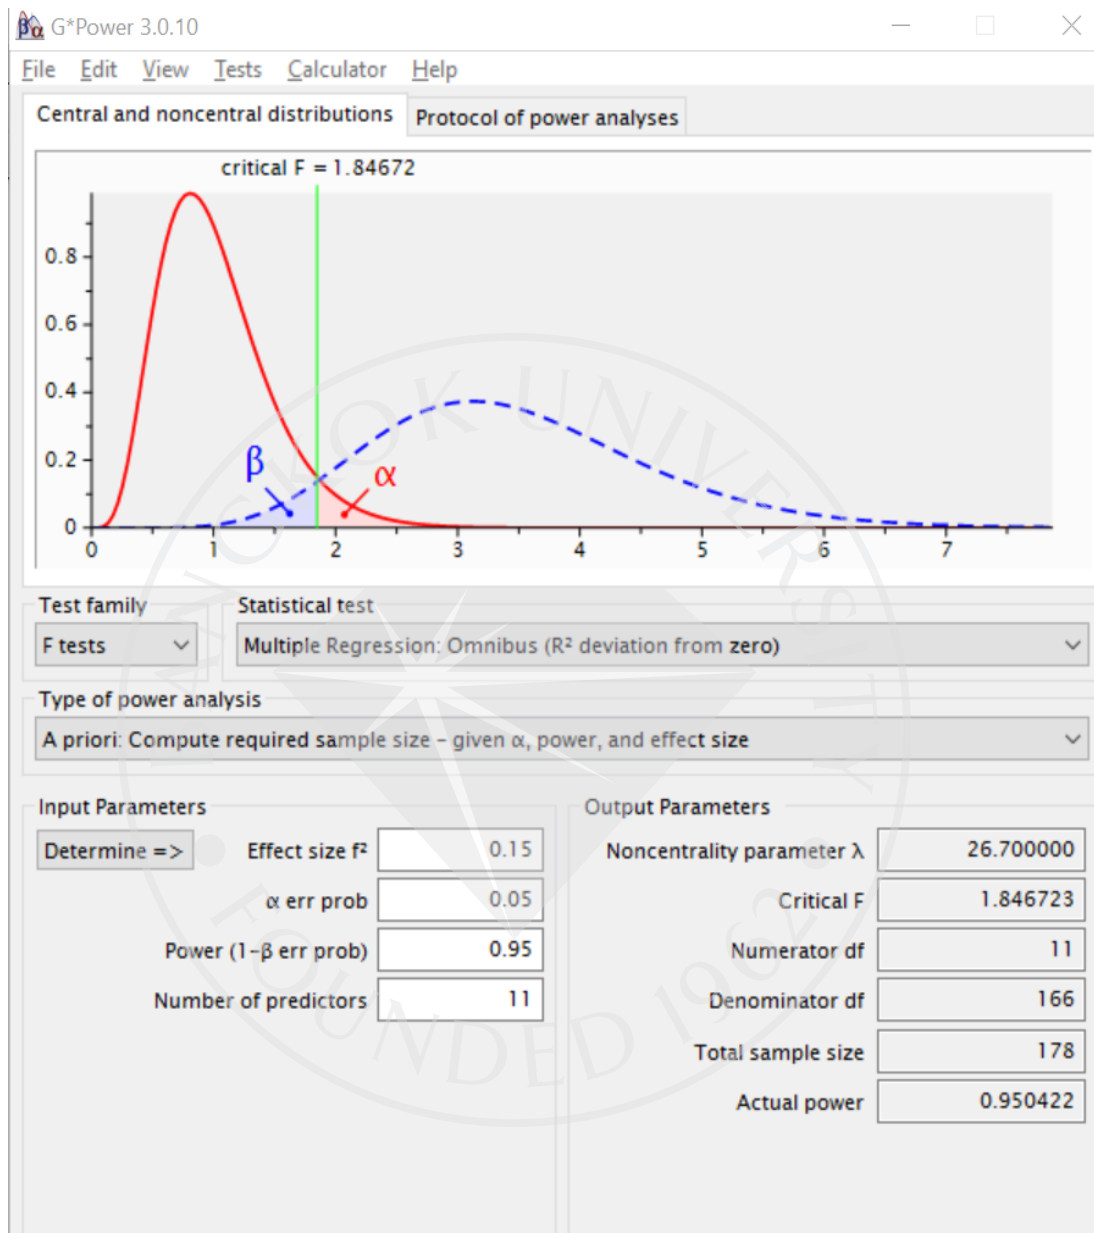 G*Power 3.0.10
File Edit View Tests Calculator Help
Central and noncentral distributions Protocol of power analyses
critical F = 1.84672
0.8
0.6
0.4
0.2
0
β
α
0 1 2 3 4 5 6 7
Test family Statistical test
F tests Multiple Regression: Omnibus (R² deviation from zero)
Type of power analysis
A priori: Compute required sample size – given α, power, and effect size
Input Parameters Output Parameters
Determine => Effect size f² 0.15 Noncentrality parameter λ 26.700000
α err prob 0.05 Critical F 1.846723
Power (1-β err prob) 0.95 Numerator df 11
Number of predictors 11 Denominator df 166
Total sample size 178
Actual power 0.950422
UNIVERSITY
FOUNDED 1962